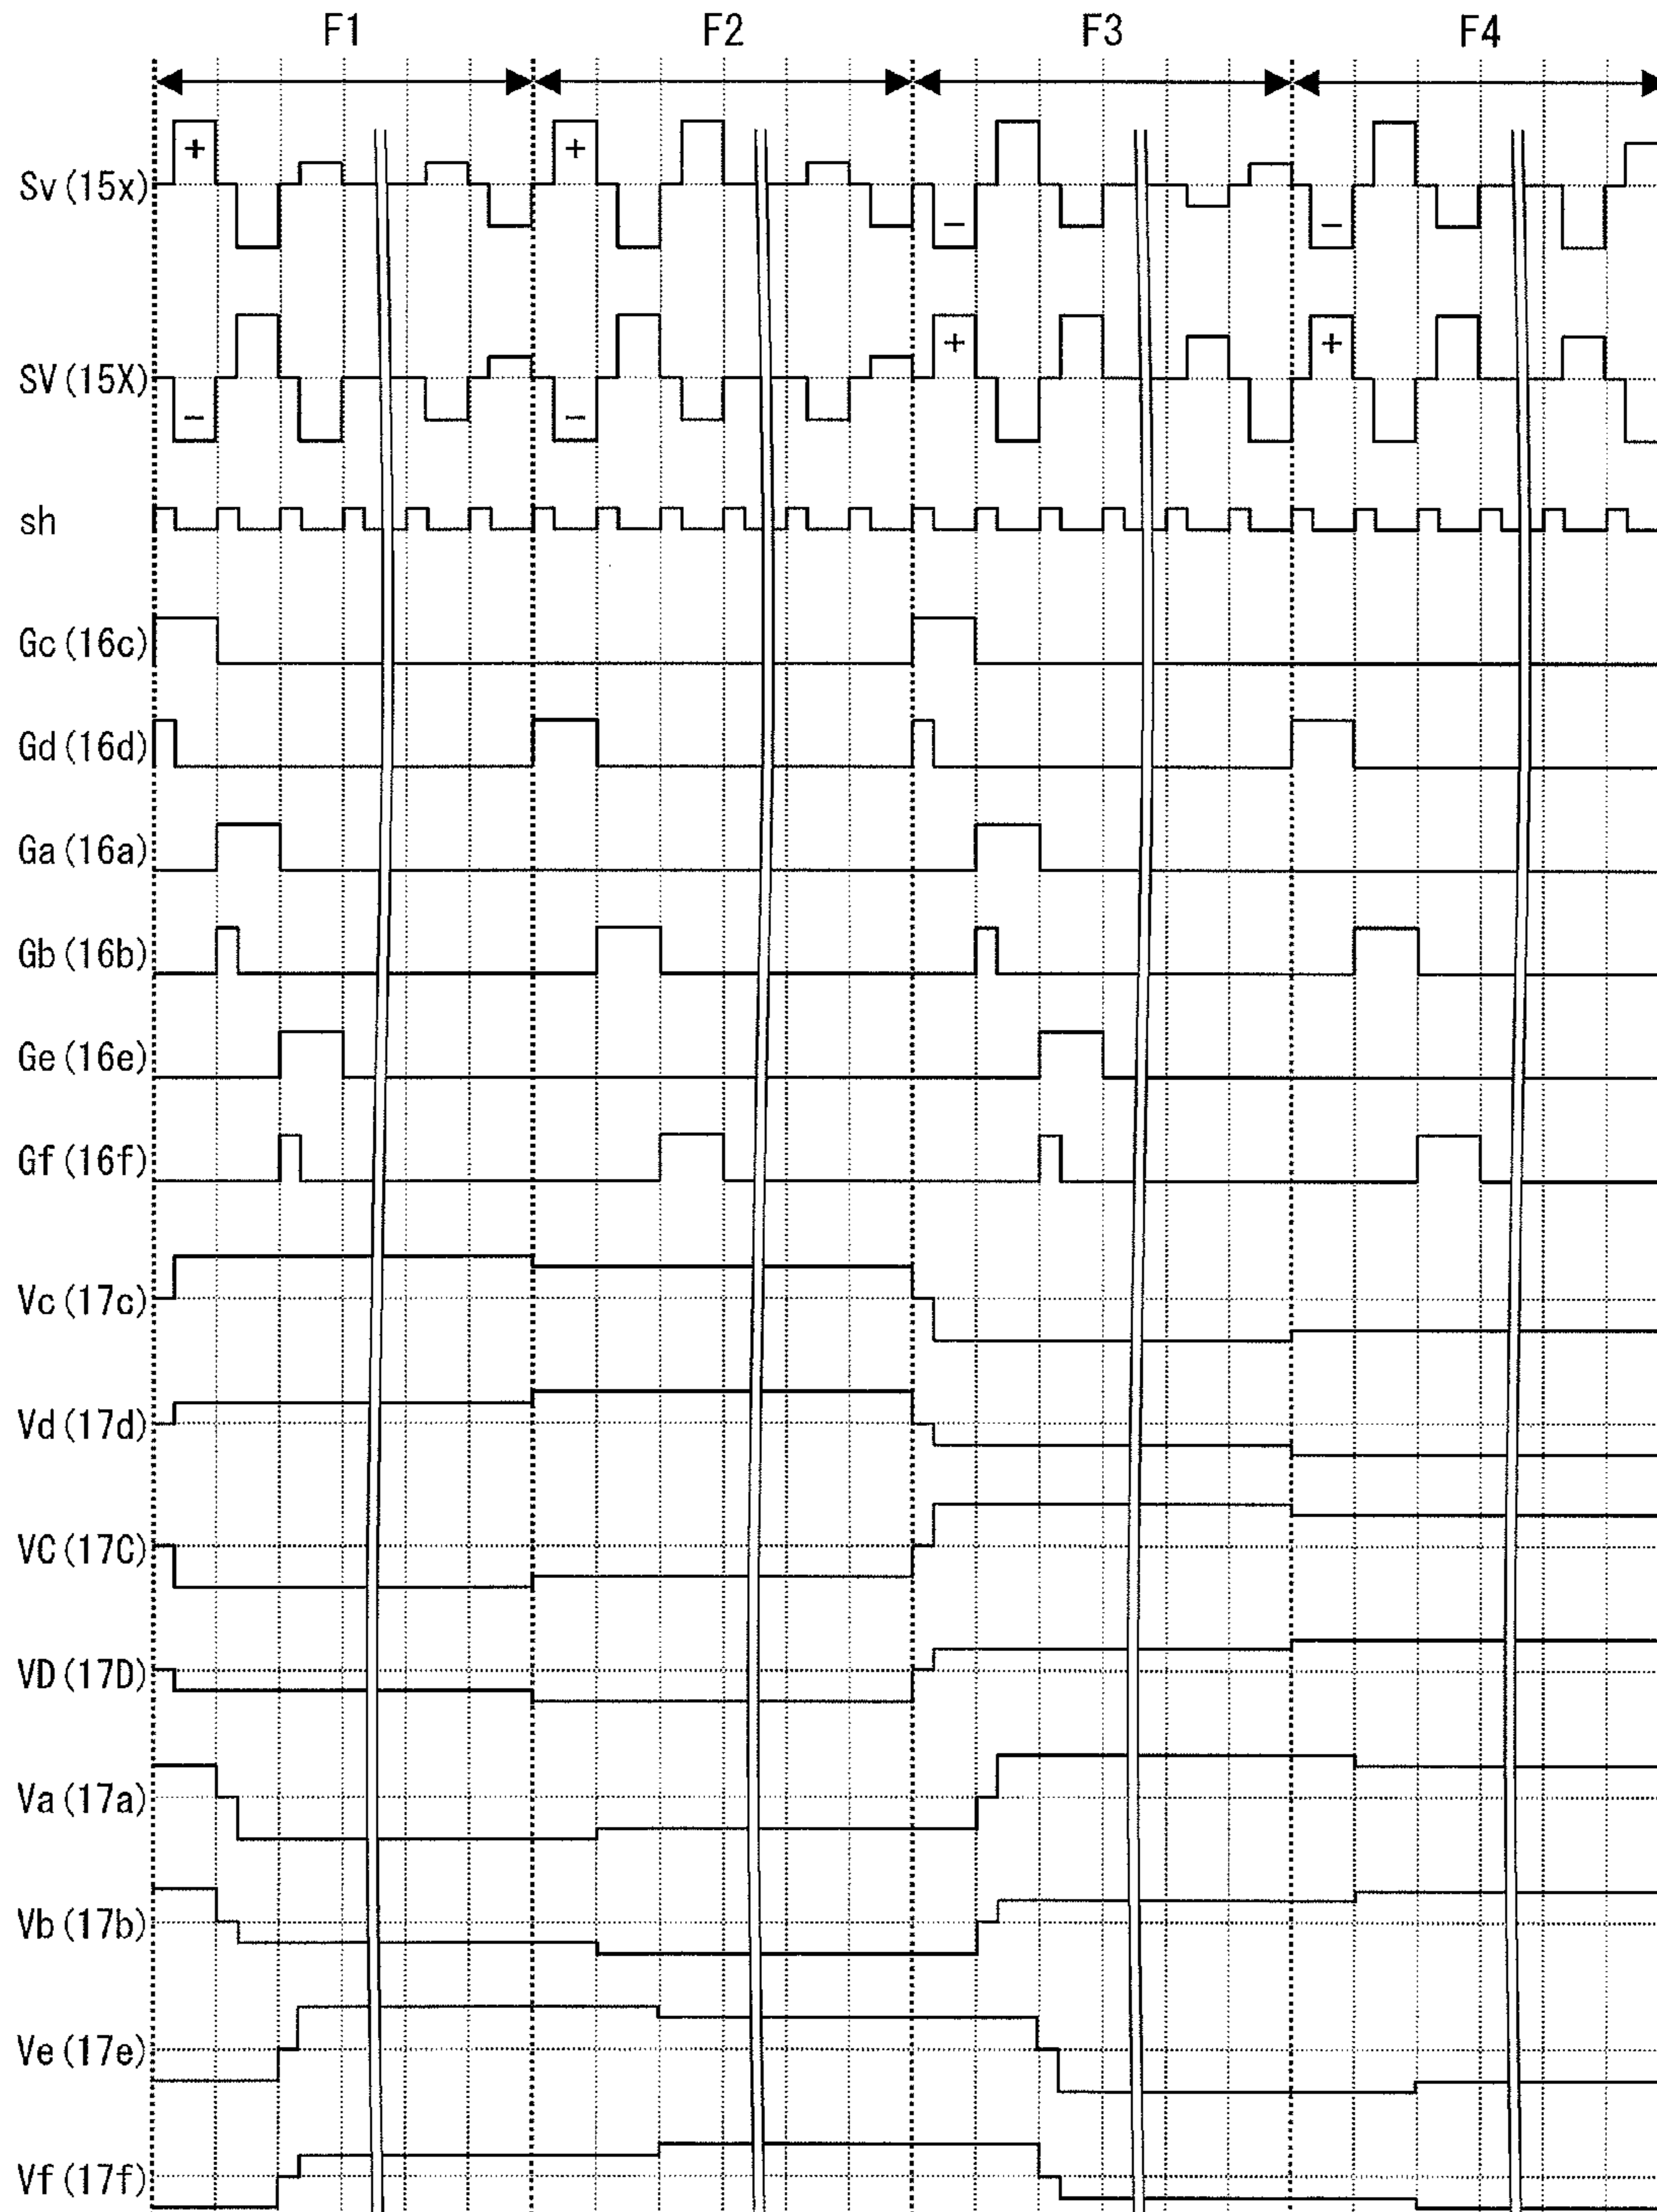 F1 F2 F3 F4
Sv(15x)
+ + − −
SV(15X)
− − + +
sh
Gc(16c)
Gd(16d)
Ga(16a)
Gb(16b)
Ge(16e)
Gf(16f)
Vc(17c)
Vd(17d)
VC(17C)
VD(17D)
Va(17a)
Vb(17b)
Ve(17e)
Vf(17f)